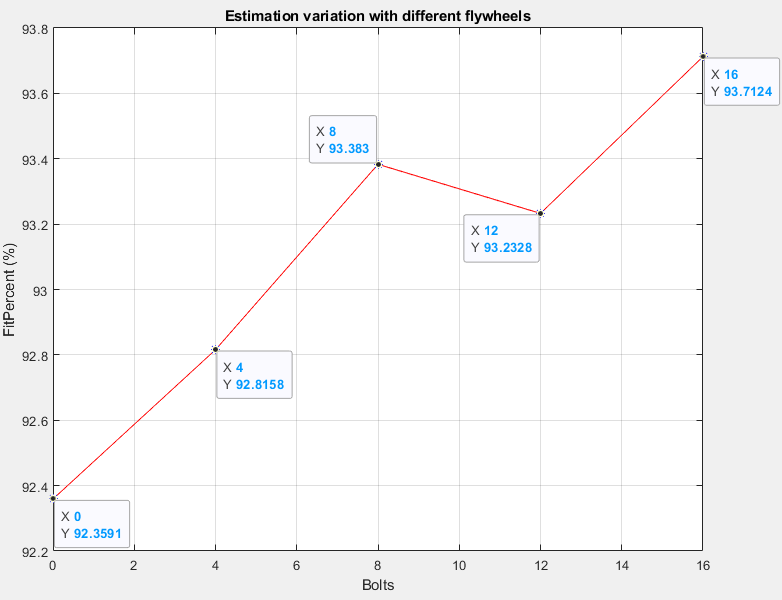 Estimation variation with different flywheels
FitPercent (%)
93.8
93.6
93.4
93.2
93
92.8
92.6
92.4
92.2
X 16
Y 93.7124
X 8
Y 93.383
X 12
Y 93.2328
X 4
Y 92.8158
X 0
Y 92.3591
0 2 4 6 8 10 12 14 16
Bolts